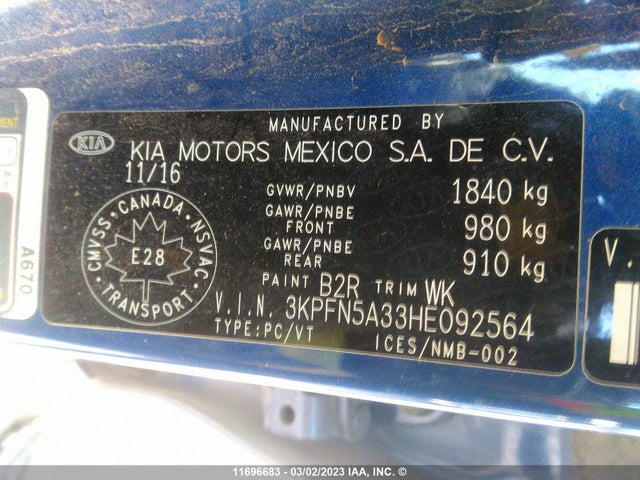 MANUFACTURED BY
KIA KIA MOTORS MEXICO S.A. DE C.V.
11/16
GVWR/PNBV 1840 kg
GAWR/PNBE FRONT 980 kg
GAWR/PNBE REAR 910 kg
PAINT B2R TRIM WK
V.I.N. 3KPFN5A33HE092564
TYPE:PC/VT ICES/NMB-002
CANADA NSVAC TRANSPORT CMVSS
E28
A670
V.
11696683 - 03/02/2023 IAA, INC. ©